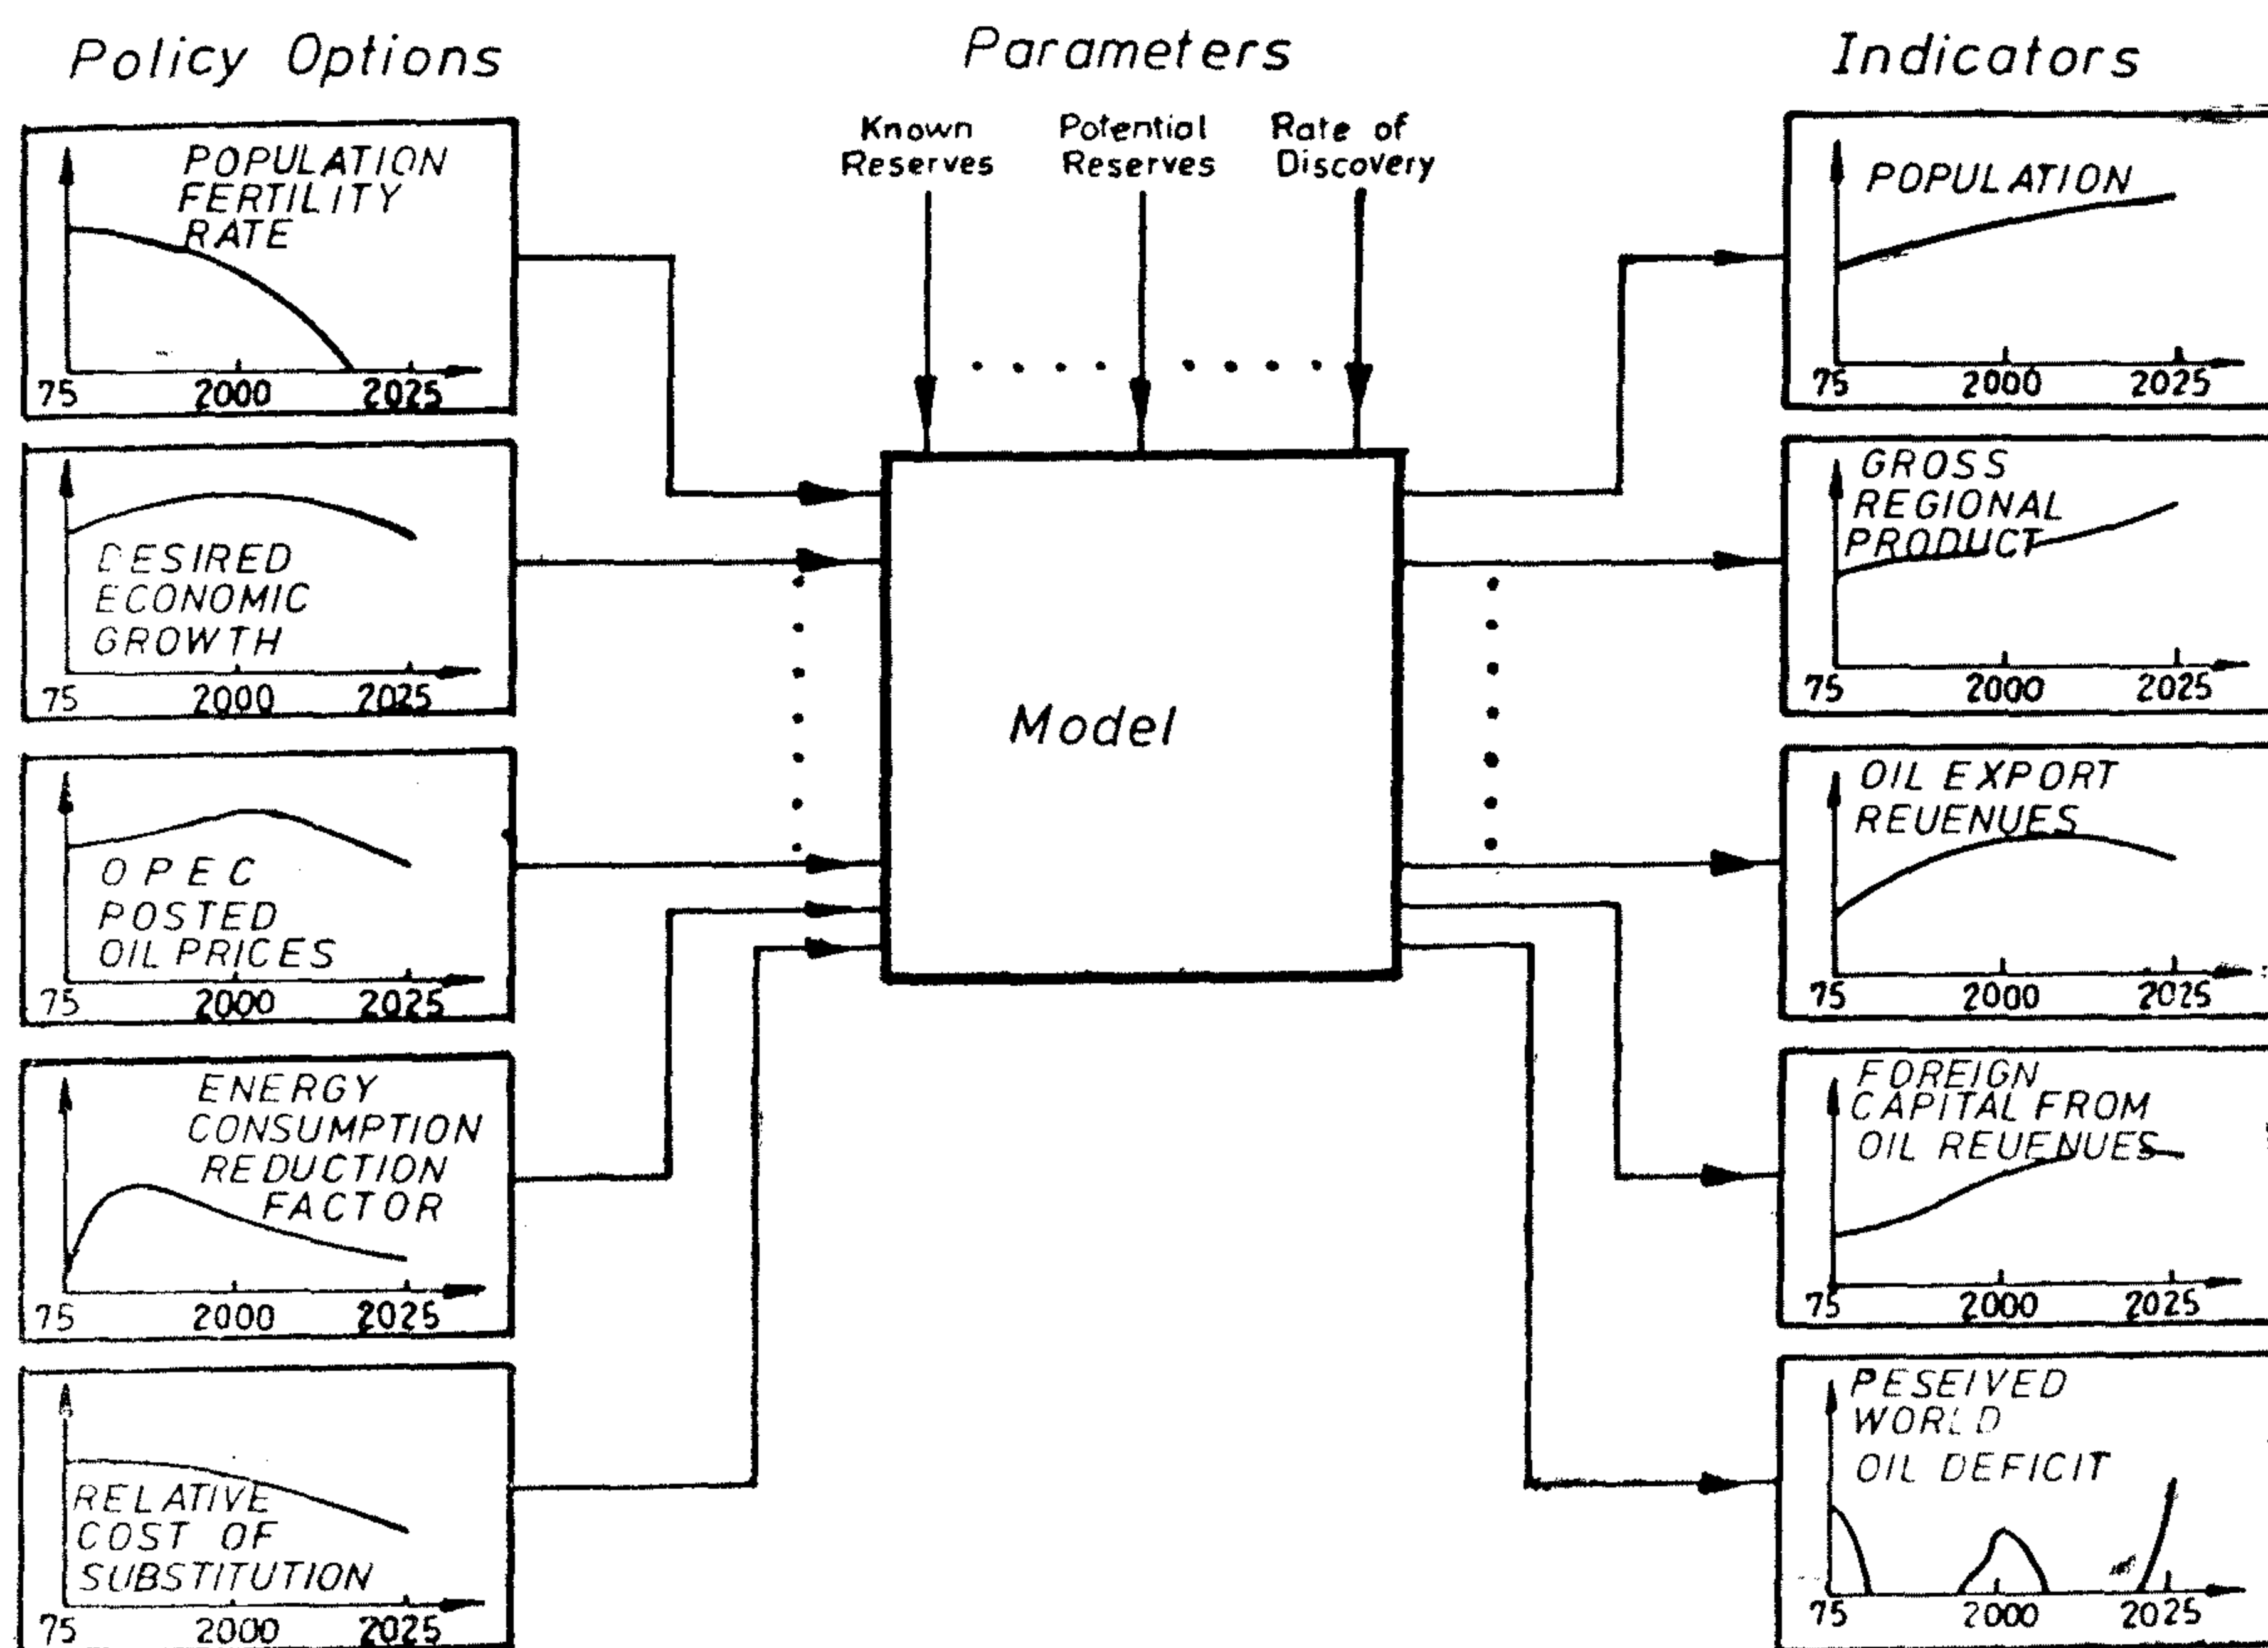 Policy Options
Parameters
Indicators
POPULATION
FERTILITY
RATE
75 2000 2025
DESIRED
ECONOMIC
GROWTH
75 2000 2025
OPEC
POSTED
OIL PRICES
75 2000 2025
ENERGY
CONSUMPTION
REDUCTION
FACTOR
75 2000 2025
RELATIVE
COST OF
SUBSTITUTION
75 2000 2025
Known
Reserves
Potential
Reserves
Rate of
Discovery
Model
POPULATION
75 2000 2025
GROSS
REGIONAL
PRODUCT
75 2000 2025
OIL EXPORT
REUENUES
75 2000 2025
FOREIGN
CAPITAL FROM
OIL REUENUES
75 2000 2025
PESEIVED
WORLD
OIL DEFICIT
75 2000 2025